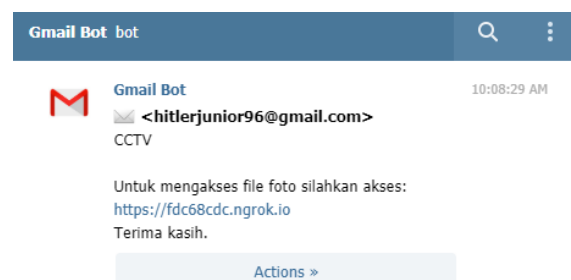 Gmail Bot bot
Gmail Bot 10:08:29 AM
<hitlerjunior96@gmail.com>
CCTV
Untuk mengakses file foto silahkan akses:
https://fdc68cdc.ngrok.io
Terima kasih.
Actions »